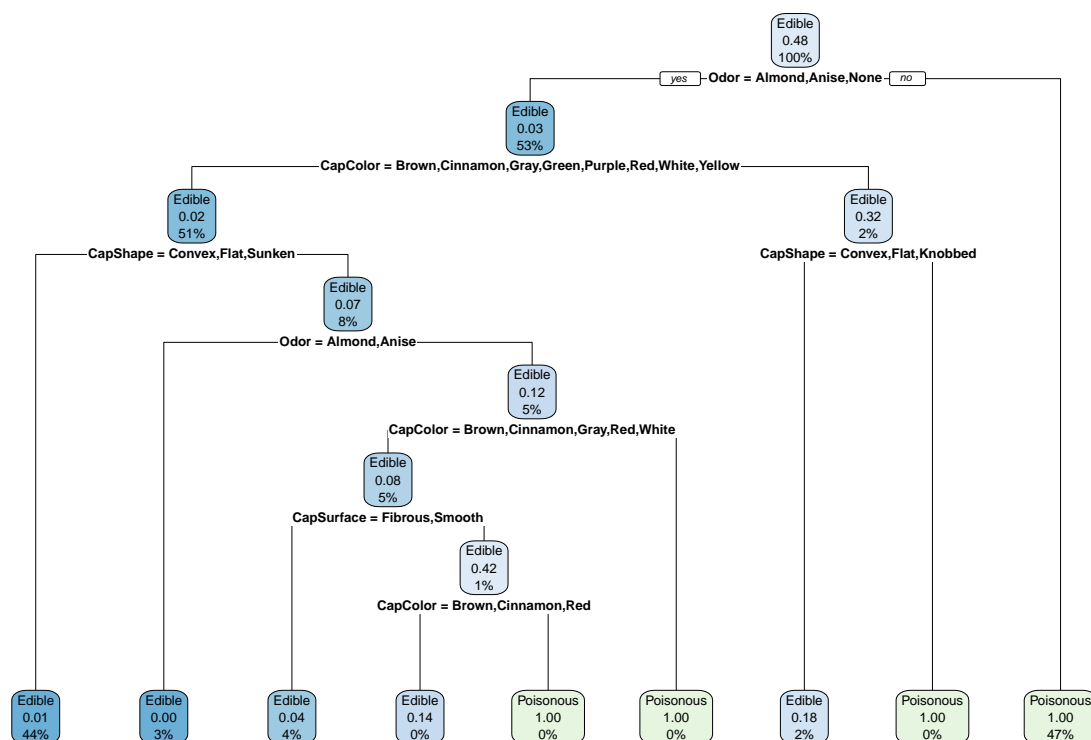 Edible
0.48
100%
yes
Odor = Almond,Anise,None
no
Edible
0.03
53%
CapColor = Brown,Cinnamon,Gray,Green,Purple,Red,White,Yellow
Edible
0.02
51%
Edible
0.32
2%
CapShape = Convex,Flat,Sunken
CapShape = Convex,Flat,Knobbed
Edible
0.07
8%
Odor = Almond,Anise
Edible
0.12
5%
CapColor = Brown,Cinnamon,Gray,Red,White
Edible
0.08
5%
CapSurface = Fibrous,Smooth
Edible
0.42
1%
CapColor = Brown,Cinnamon,Red
Edible
0.01
44%
Edible
0.00
3%
Edible
0.04
4%
Edible
0.14
0%
Poisonous
1.00
0%
Poisonous
1.00
0%
Edible
0.18
2%
Poisonous
1.00
0%
Poisonous
1.00
47%